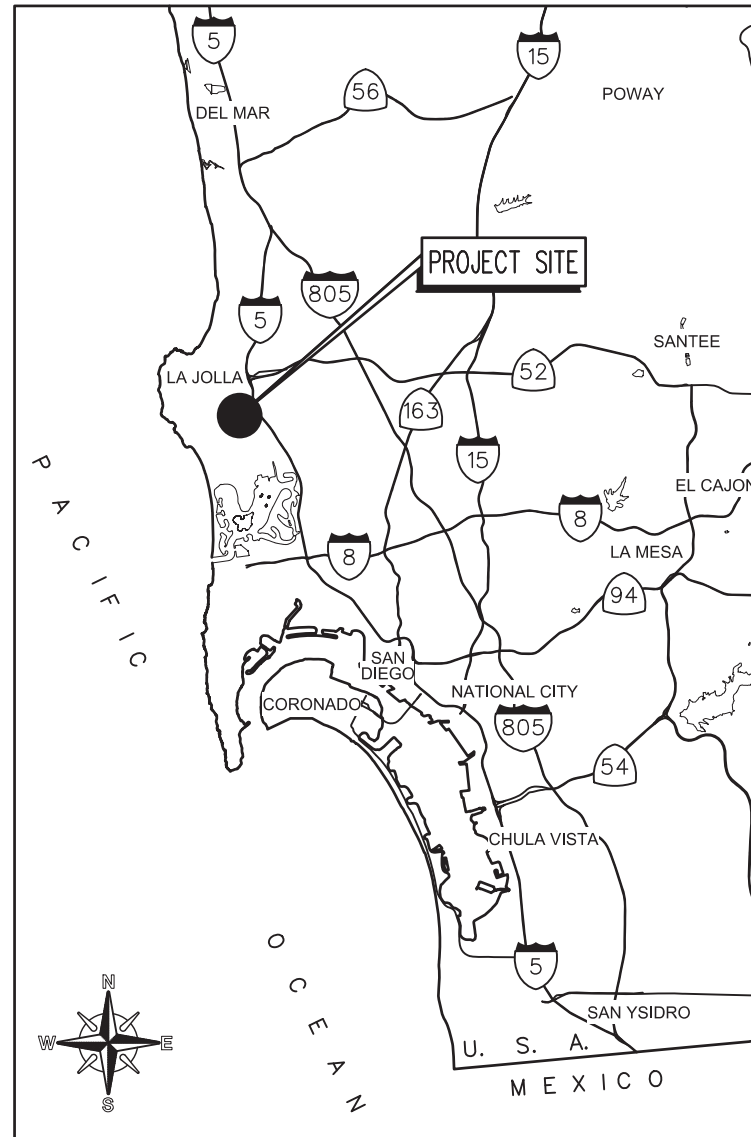 5
15
56
POWAY
DEL MAR
PROJECT SITE
805
5
SANTEE
LA JOLLA
52
163
15
PACIFIC
EL CAJON
8
8
LA MESA
94
SAN
DIEGO
NATIONAL CITY
CORONADO
805
54
CHULA VISTA
OCEAN
5
N
W E
S
SAN YSIDRO
U. S. A.
MEXICO